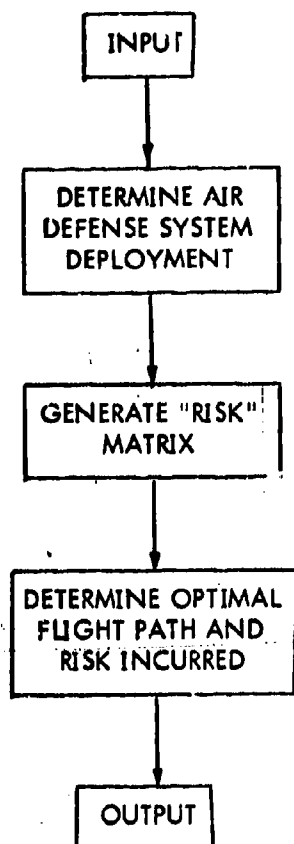 INPUT
DETERMINE AIR
DEFENSE SYSTEM
DEPLOYMENT
GENERATE "RISK"
MATRIX
DETERMINE OPTIMAL
FLIGHT PATH AND
RISK INCURRED
OUTPUT